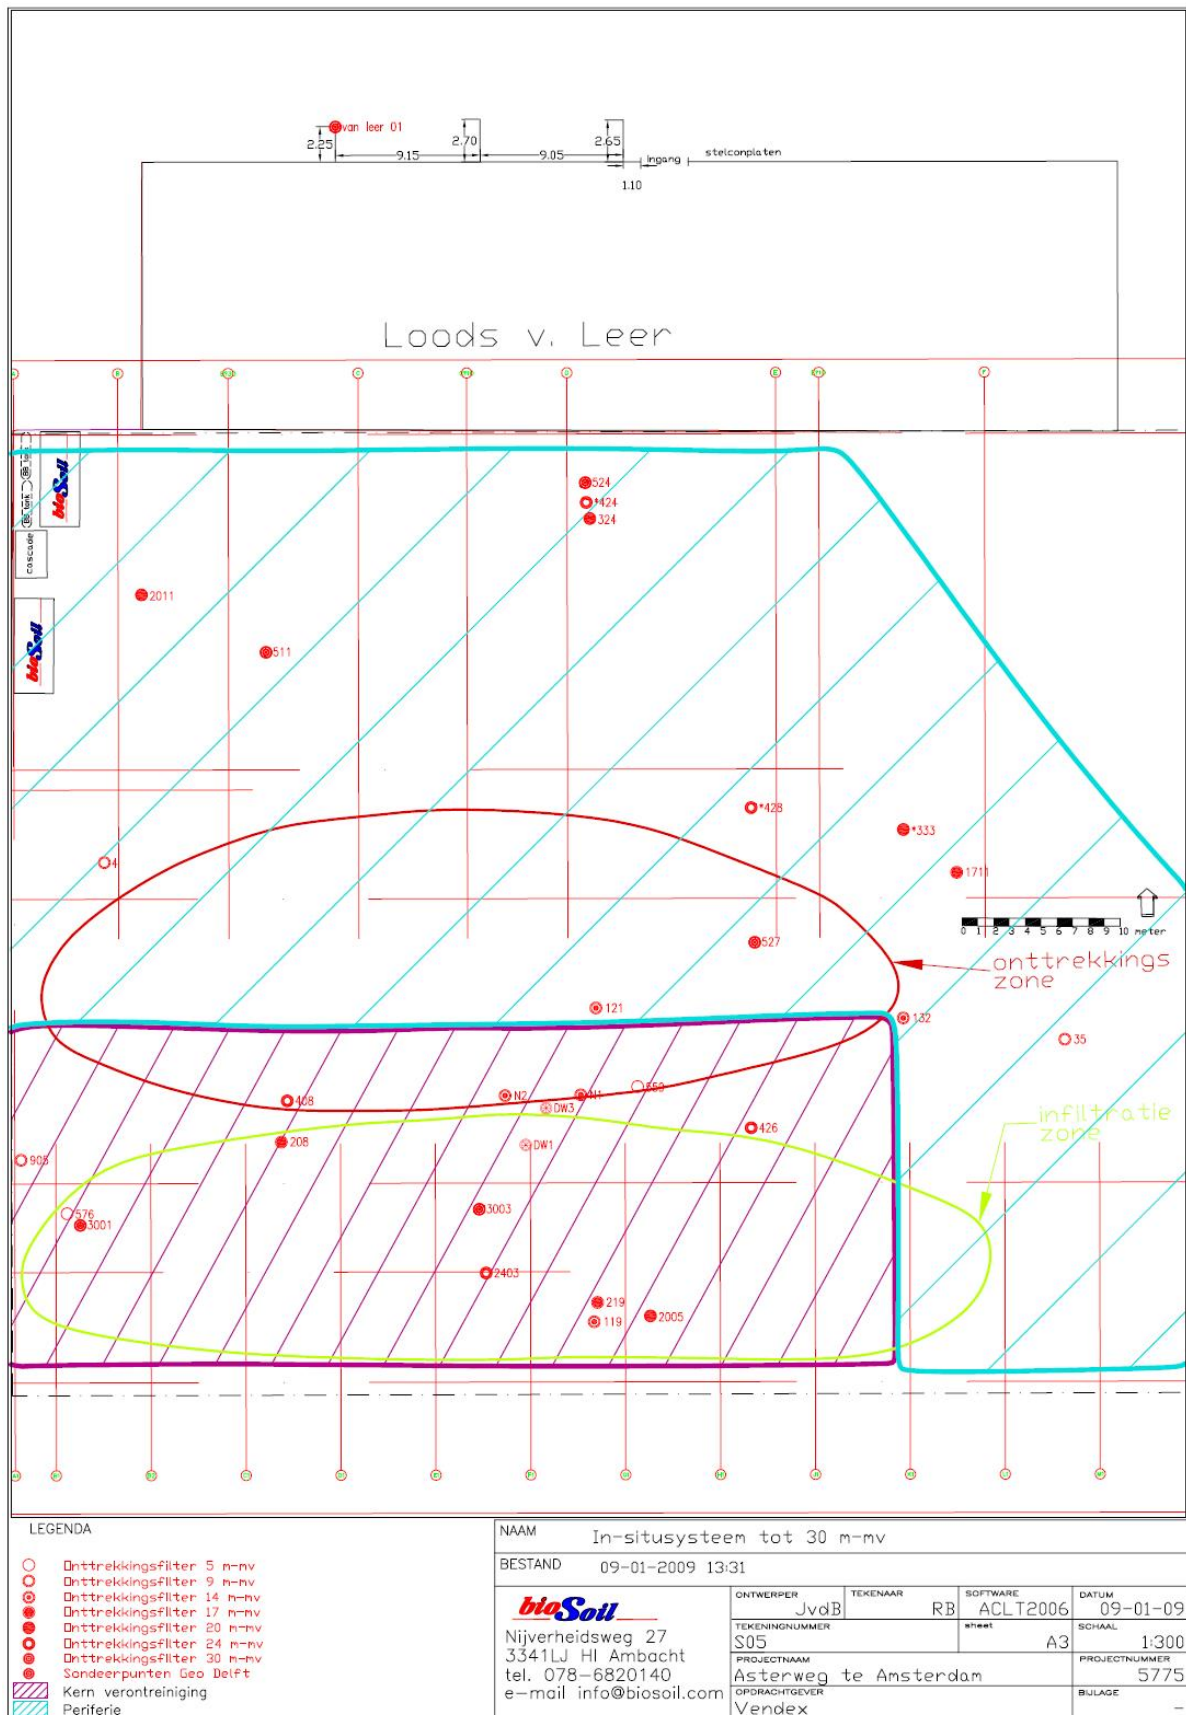 van leer 01
2.25
9.15
2.70
9.05
2.65
ingang
stelconplaten
1.10
Loods v. Leer
A
B
C
D
E
F
BB tank
BB tank
bioSoil
cascade
bioSoil
524
*424
324
2011
511
*428
*333
4
1711
0 1 2 3 4 5 6 7 8 9 10 meter
527
onttrekkings
zone
121
132
35
559
408
N2
N1
DW3
infiltratie
zone
426
208
DW1
905
576
3001
3003
2403
219
119
2005
LEGENDA
Onttrekkingsfilter 5 m-mv
Onttrekkingsfilter 9 m-mv
Onttrekkingsfilter 14 m-mv
Onttrekkingsfilter 17 m-mv
Onttrekkingsfilter 20 m-mv
Onttrekkingsfilter 24 m-mv
Onttrekkingsfilter 30 m-mv
Sondeerpunten Geo Delft
Kern verontreiniging
Periferie
NAAM In-situsysteem tot 30 m-mv
BESTAND 09-01-2009 13:31
bioSoil
Nijverheidsweg 27
3341LJ HI Ambacht
tel. 078-6820140
e-mail info@biosoil.com
ONTWERPER JvdB
TEKENAAR RB
SOFTWARE ACLT2006
DATUM 09-01-09
TEKENINGNUMMER S05
sheet A3
SCHAAL 1:300
PROJECTNAAM Asterweg te Amsterdam
PROJECTNUMMER 5775
OPDRACHTGEVER Vendex
BIJLAGE -